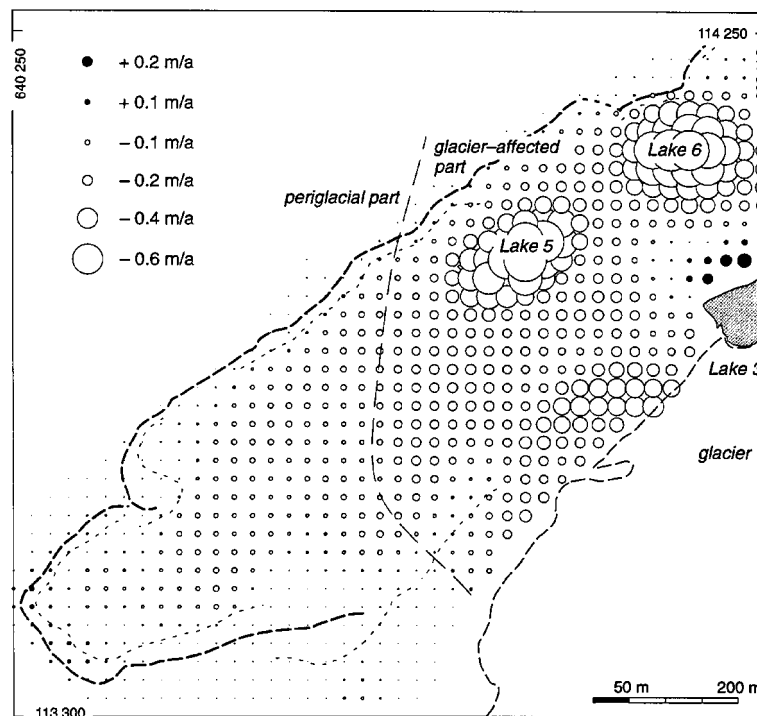 640 250
114 250
+ 0.2 m/a
+ 0.1 m/a
− 0.1 m/a
− 0.2 m/a
− 0.4 m/a
− 0.6 m/a
glacier–affected
part
periglacial part
Lake 6
Lake 5
Lake 3
glacier
50 m 200 m
113 300